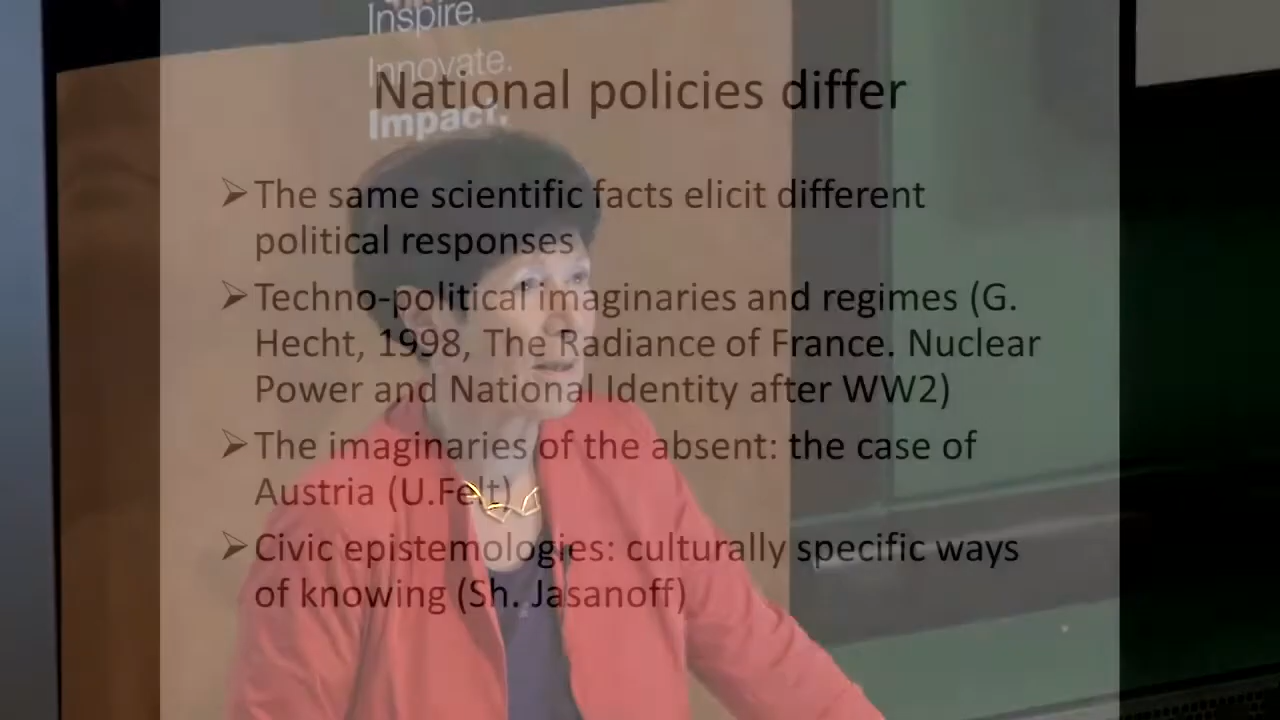 Inspire.
Innovate.
Impact.
National policies differ
➢ The same scientific facts elicit different
political responses
➢ Techno-political imaginaries and regimes (G.
Hecht, 1998, The Radiance of France. Nuclear
Power and National Identity after WW2)
➢ The imaginaries of the absent: the case of
Austria (U.Felt)
➢ Civic epistemologies: culturally specific ways
of knowing (Sh. Jasanoff)